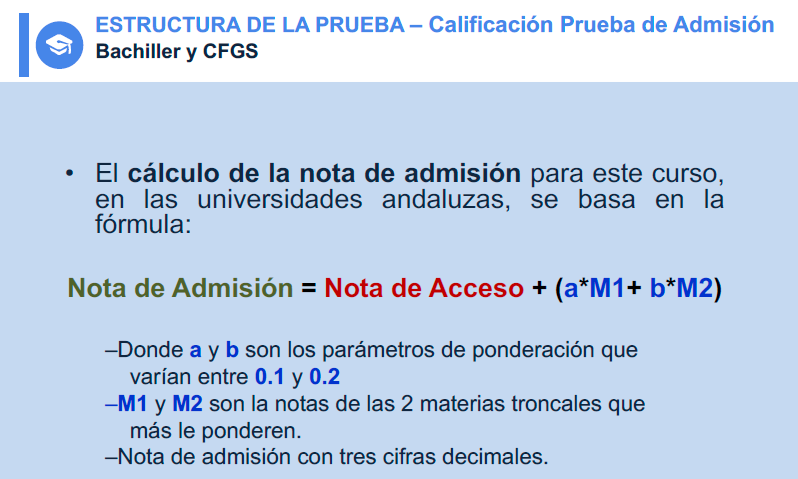 ESTRUCTURA DE LA PRUEBA – Calificación Prueba de Admisión
Bachiller y CFGS
• El cálculo de la nota de admisión para este curso,
en las universidades andaluzas, se basa en la
fórmula:
Nota de Admisión = Nota de Acceso + (a*M1+ b*M2)
–Donde a y b son los parámetros de ponderación que
varían entre 0.1 y 0.2
–M1 y M2 son la notas de las 2 materias troncales que
más le ponderen.
–Nota de admisión con tres cifras decimales.